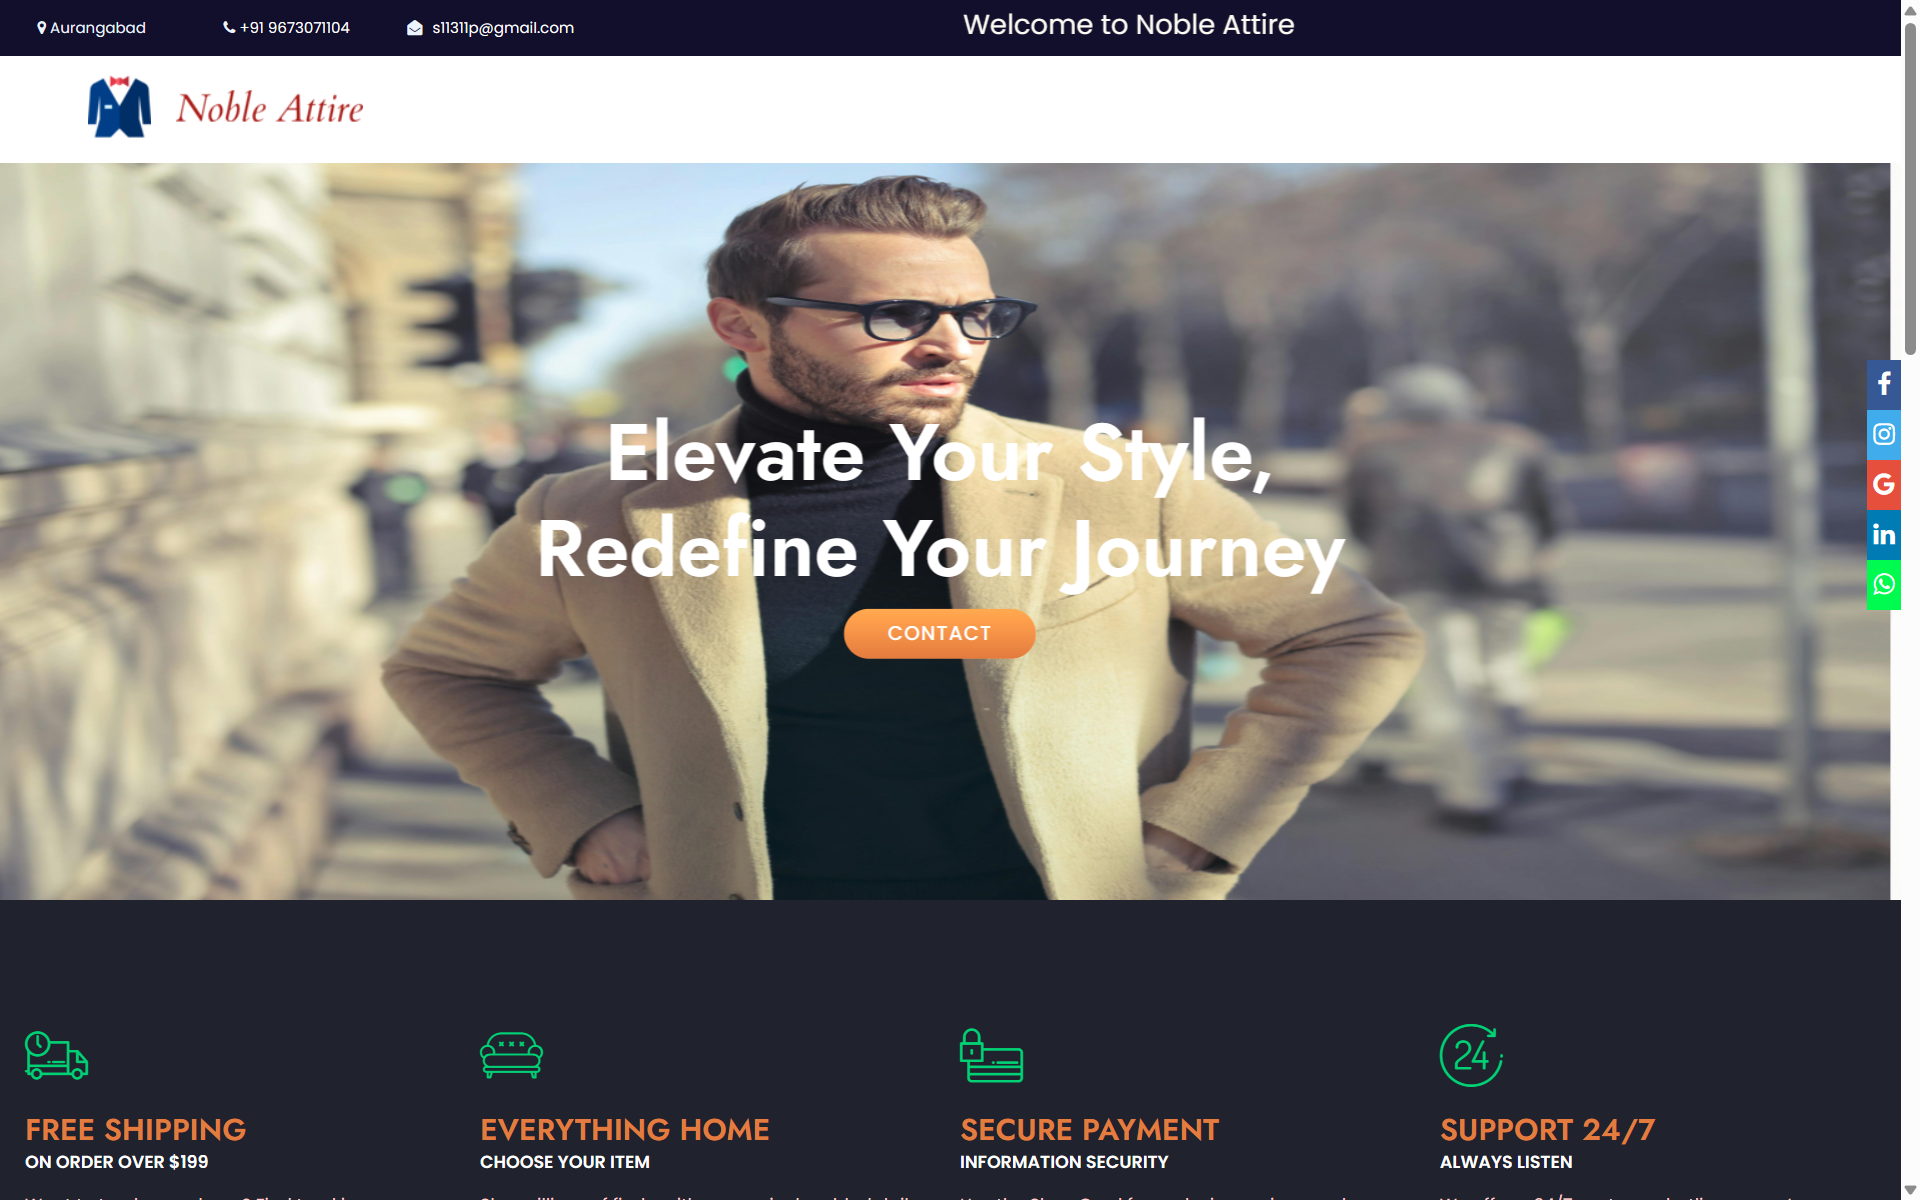 Aurangabad
+91 9673071104
s11311p@gmail.com
Welcome to Noble Attire
Noble Attire
Elevate Your Style,
Redefine Your Journey
CONTACT
FREE SHIPPING
ON ORDER OVER $199
EVERYTHING HOME
CHOOSE YOUR ITEM
SECURE PAYMENT
INFORMATION SECURITY
24
SUPPORT 24/7
ALWAYS LISTEN